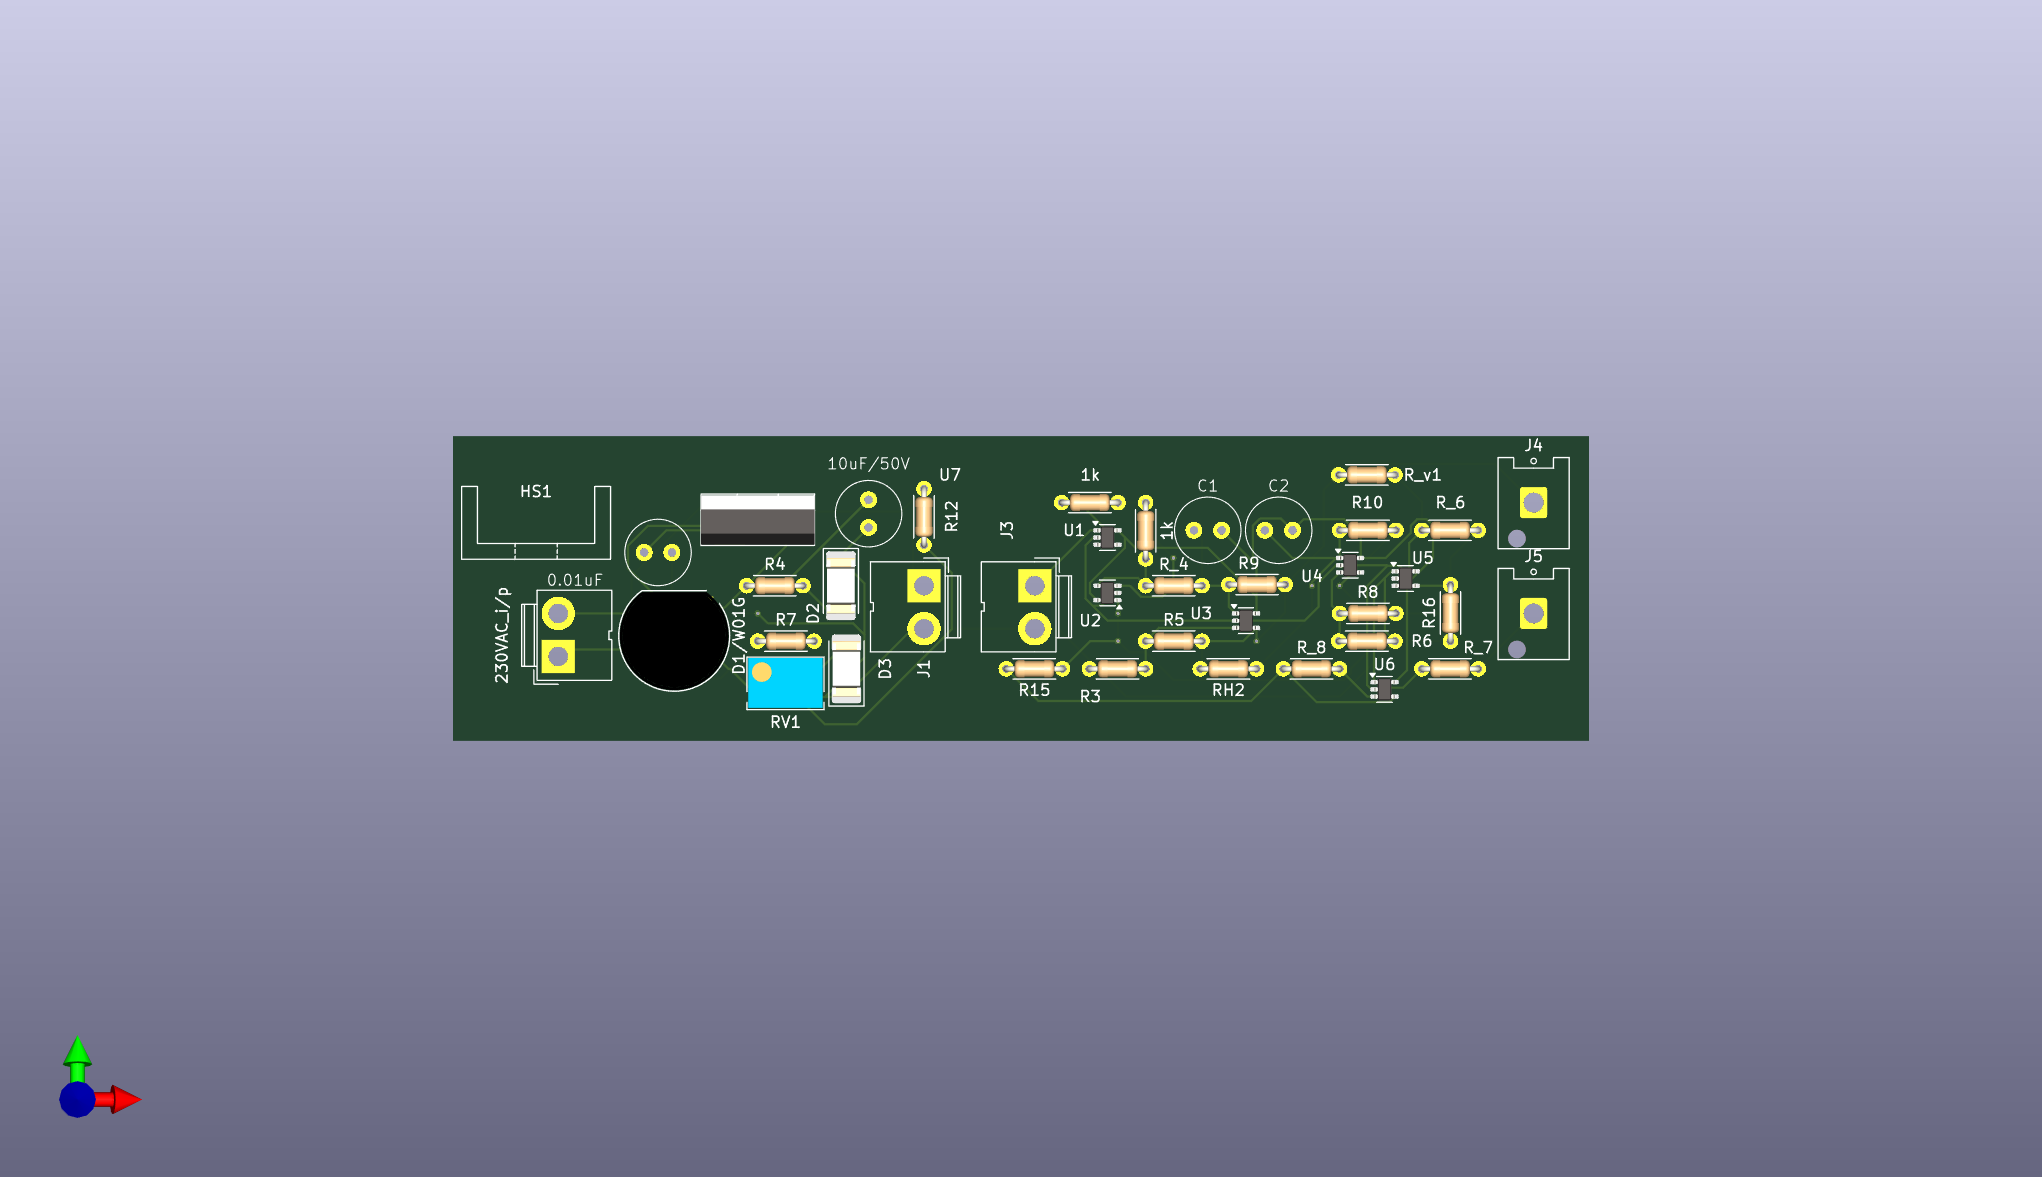 J4
10uF/50V
U7
1k
R_v1
HS1
C1
C2
R10
R_6
R12
J3
U1
1k
J5
R4
R_4
R9
U5
0.01uF
U4
R8
230VAC_i/p
D1/W01G
D2
R7
U2
R5
U3
R16
R6
R_8
R_7
D3
J1
U6
R15
R3
RH2
RV1